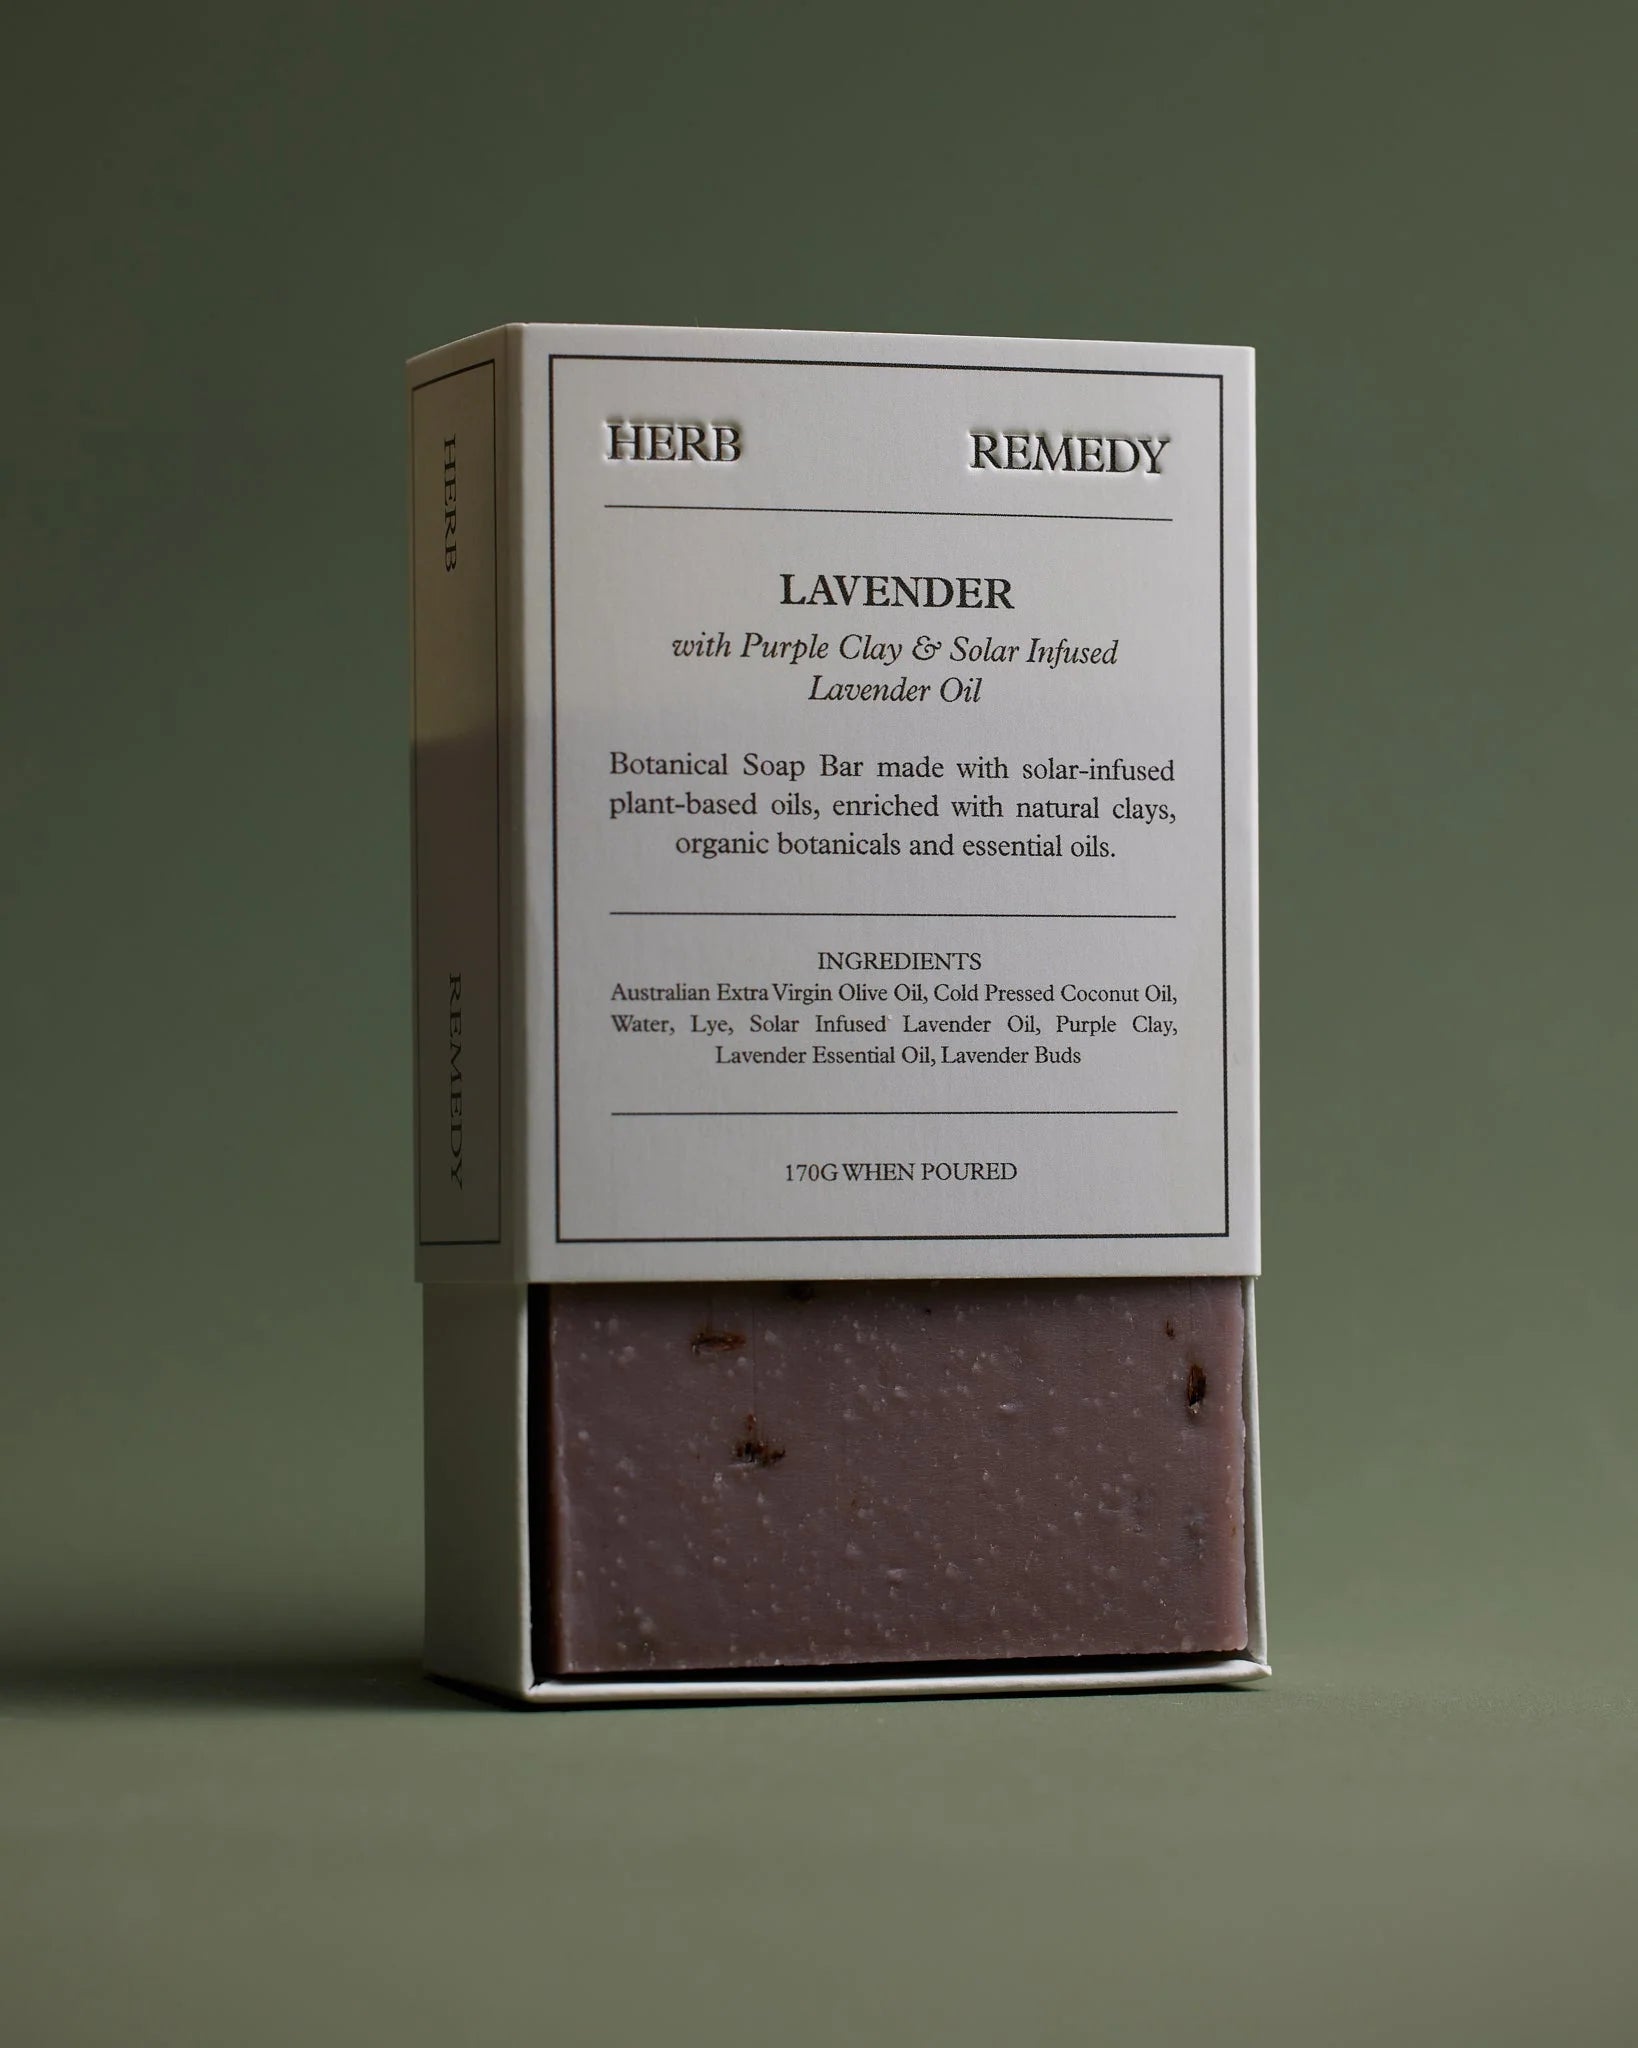 HERB REMEDY
LAVENDER
with Purple Clay & Solar Infused
Lavender Oil
Botanical Soap Bar made with solar-infused
plant-based oils, enriched with natural clays,
organic botanicals and essential oils.
INGREDIENTS
Australian Extra Virgin Olive Oil, Cold Pressed Coconut Oil,
Water, Lye, Solar Infused Lavender Oil, Purple Clay,
Lavender Essential Oil, Lavender Buds
170G WHEN POURED
HERB REMEDY